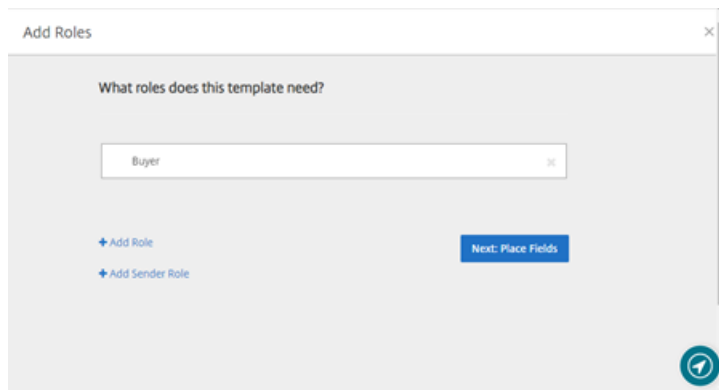 Add Roles
What roles does this template need?
Buyer
+ Add Role
Next: Place Fields
+ Add Sender Role